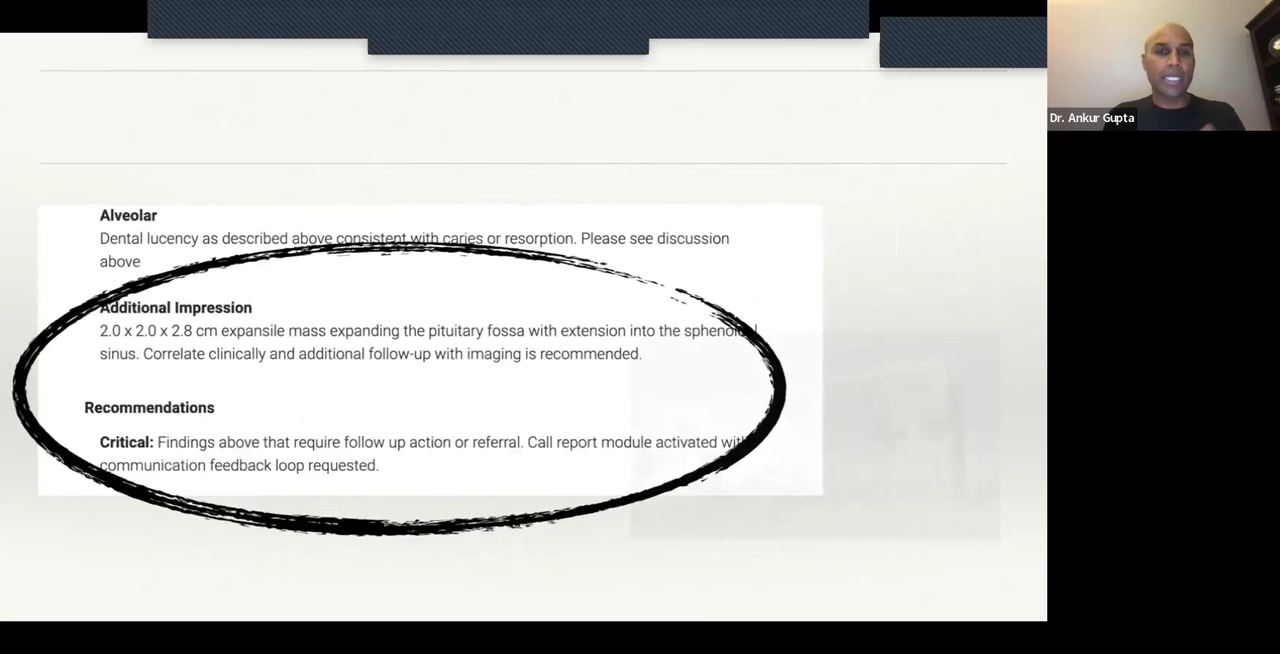 Dr. Ankur Gupta
Alveolar
Dental lucency as described above consistent with caries or resorption. Please see discussion
above
Additional Impression
2.0 x 2.0 x 2.8 cm expansile mass expanding the pituitary fossa with extension into the sphenoidal
sinus. Correlate clinically and additional follow-up with imaging is recommended.
Recommendations
Critical: Findings above that require follow up action or referral. Call report module activated with
communication feedback loop requested.